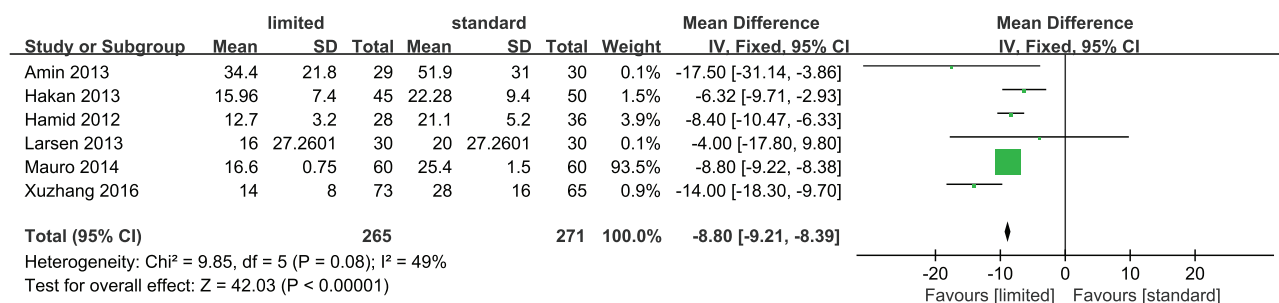 limited standard Mean Difference Mean Difference
Study or Subgroup Mean SD Total Mean SD Total Weight IV, Fixed, 95% CI IV, Fixed, 95% CI
Amin 2013 34.4 21.8 29 51.9 31 30 0.1% -17.50 [-31.14, -3.86]
Hakan 2013 15.96 7.4 45 22.28 9.4 50 1.5% -6.32 [-9.71, -2.93]
Hamid 2012 12.7 3.2 28 21.1 5.2 36 3.9% -8.40 [-10.47, -6.33]
Larsen 2013 16 27.2601 30 20 27.2601 30 0.1% -4.00 [-17.80, 9.80]
Mauro 2014 16.6 0.75 60 25.4 1.5 60 93.5% -8.80 [-9.22, -8.38]
Xuzhang 2016 14 8 73 28 16 65 0.9% -14.00 [-18.30, -9.70]
Total (95% CI) 265 271 100.0% -8.80 [-9.21, -8.39]
Heterogeneity: Chi² = 9.85, df = 5 (P = 0.08); I² = 49%
Test for overall effect: Z = 42.03 (P < 0.00001)
-20 -10 0 10 20
Favours [limited] Favours [standard]